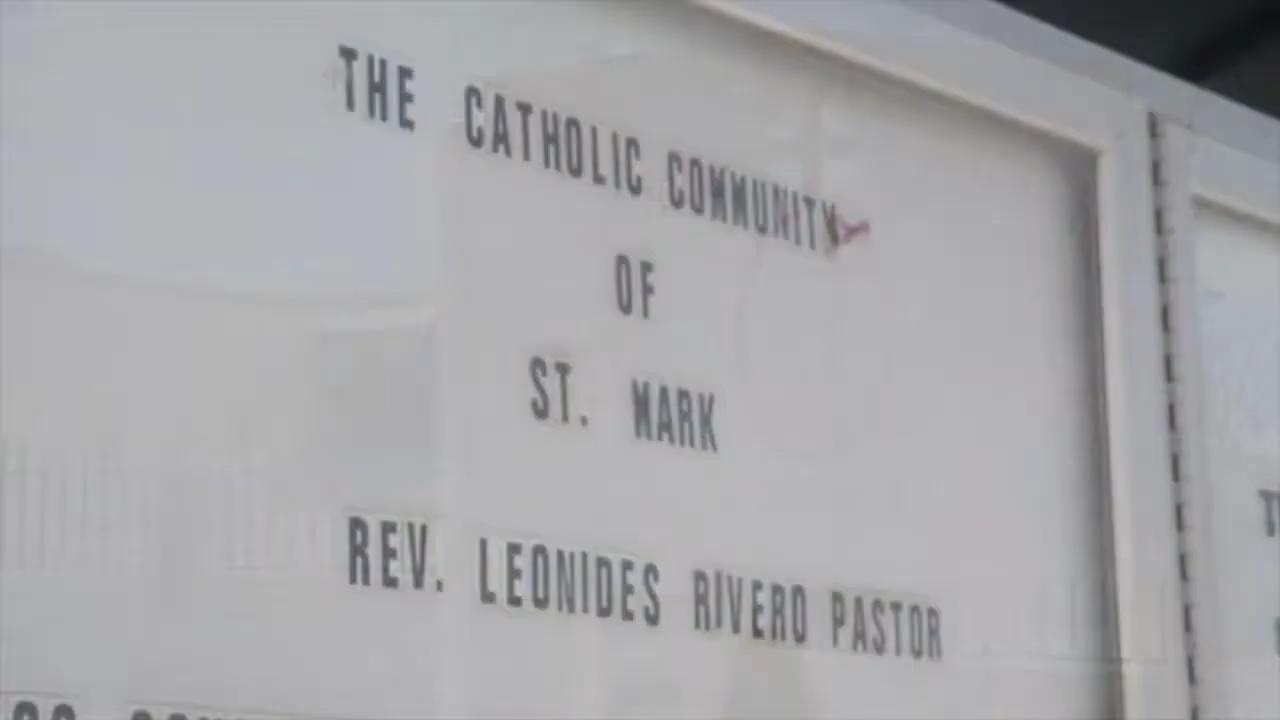 THE CATHOLIC COMMUNITY
OF
ST. MARK
REV. LEONIDES RIVERO PASTOR